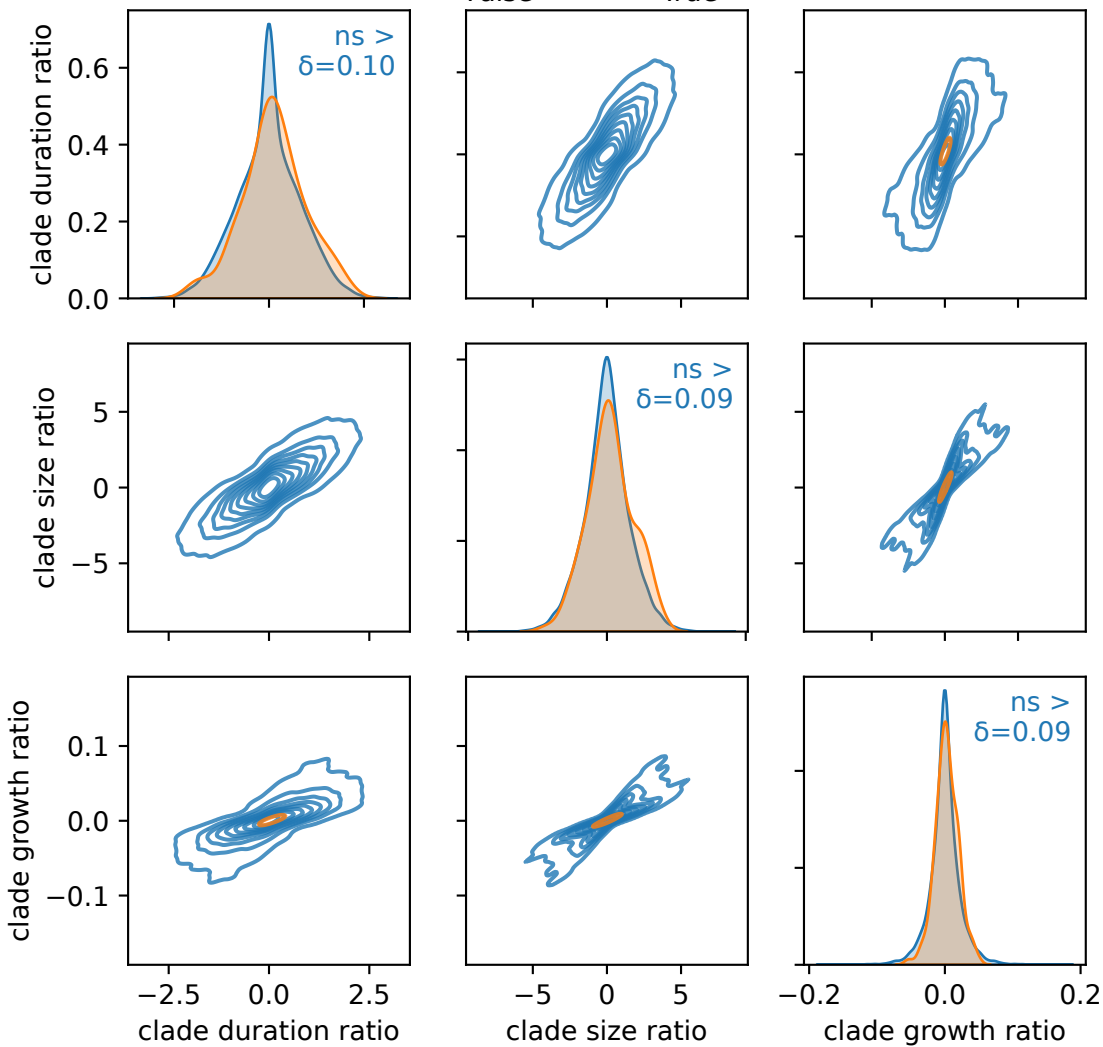 clade duration ratio
0.6
0.4
0.2
0.0
ns >
δ=0.10
clade size ratio
5
0
−5
ns >
δ=0.09
clade growth ratio
0.1
0.0
−0.1
ns >
δ=0.09
−2.5 0.0 2.5
−5 0 5
−0.2 0.0 0.2
clade duration ratio
clade size ratio
clade growth ratio